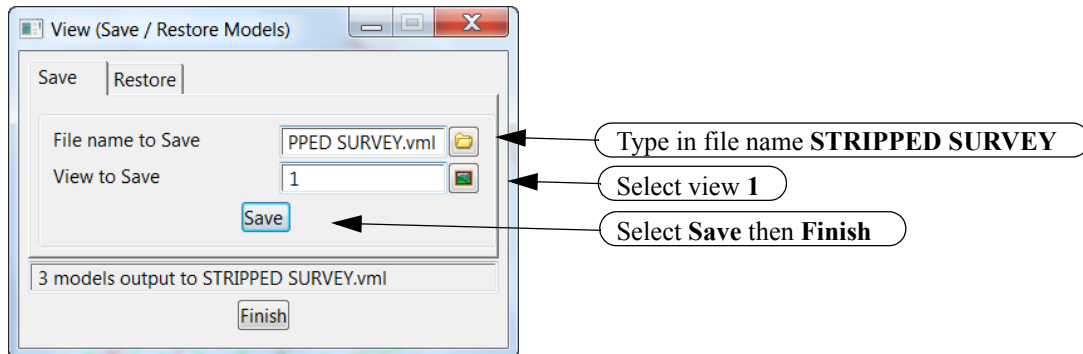 View (Save / Restore Models)
Save Restore
File name to Save PPED SURVEY.vml
Type in file name STRIPPED SURVEY
View to Save 1
Select view 1
Save
Select Save then Finish
3 models output to STRIPPED SURVEY.vml
Finish